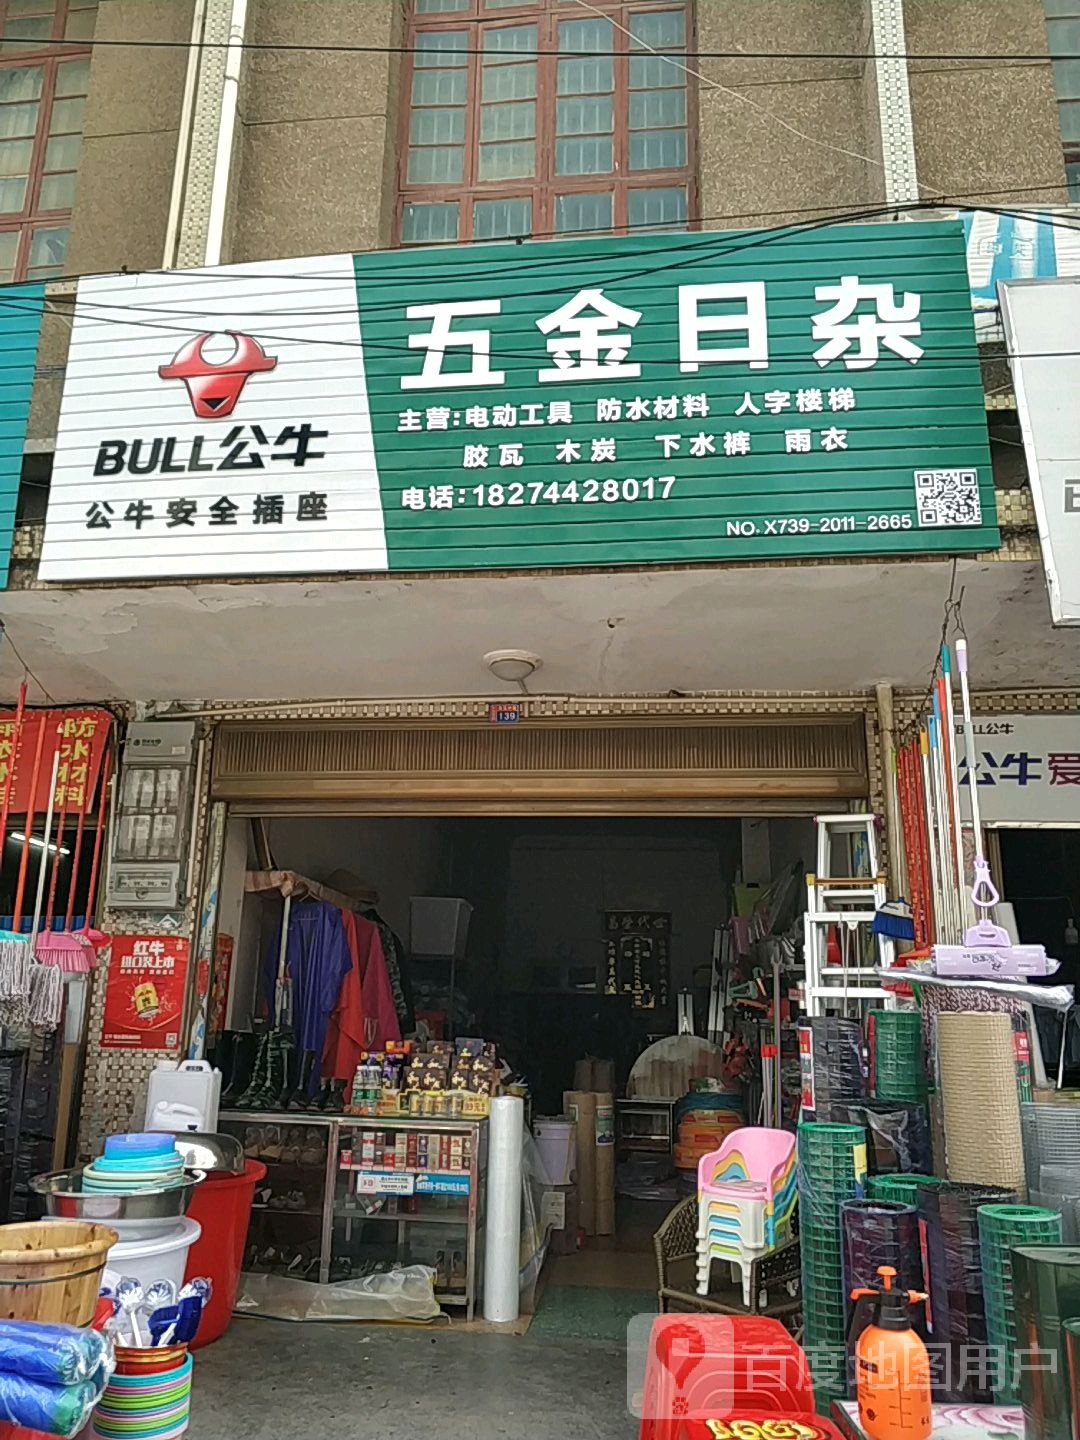 五金日杂
主营:电动工具 防水材料 人字楼梯
胶瓦 木炭 下水裤 雨衣
电话:18274428017
NO.X739-2011-2665
BULL公牛
公牛安全插座
139
防水材料
BULL公牛
公牛爱
红牛
百度地图用户